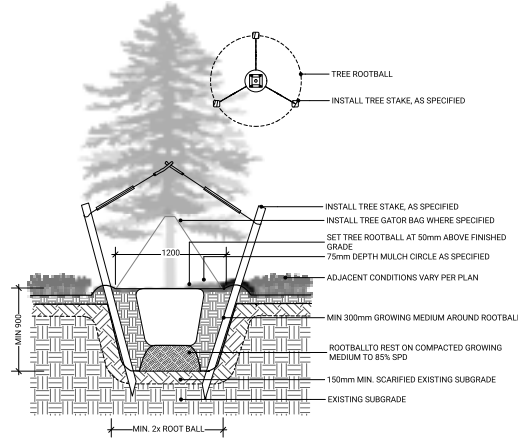 TREE ROOTBALL
INSTALL TREE STAKE, AS SPECIFIED
INSTALL TREE STAKE, AS SPECIFIED
INSTALL TREE GATOR BAG WHERE SPECIFIED
SET TREE ROOTBALL AT 50mm ABOVE FINISHED
GRADE
75mm DEPTH MULCH CIRCLE AS SPECIFIED
1200
ADJACENT CONDITIONS VARY PER PLAN
MIN 900
MIN 300mm GROWING MEDIUM AROUND ROOTBALL
ROOTBALLTO REST ON COMPACTED GROWING
MEDIUM TO 85% SPD
150mm MIN. SCARIFIED EXISTING SUBGRADE
EXISTING SUBGRADE
MIN. 2x ROOT BALL